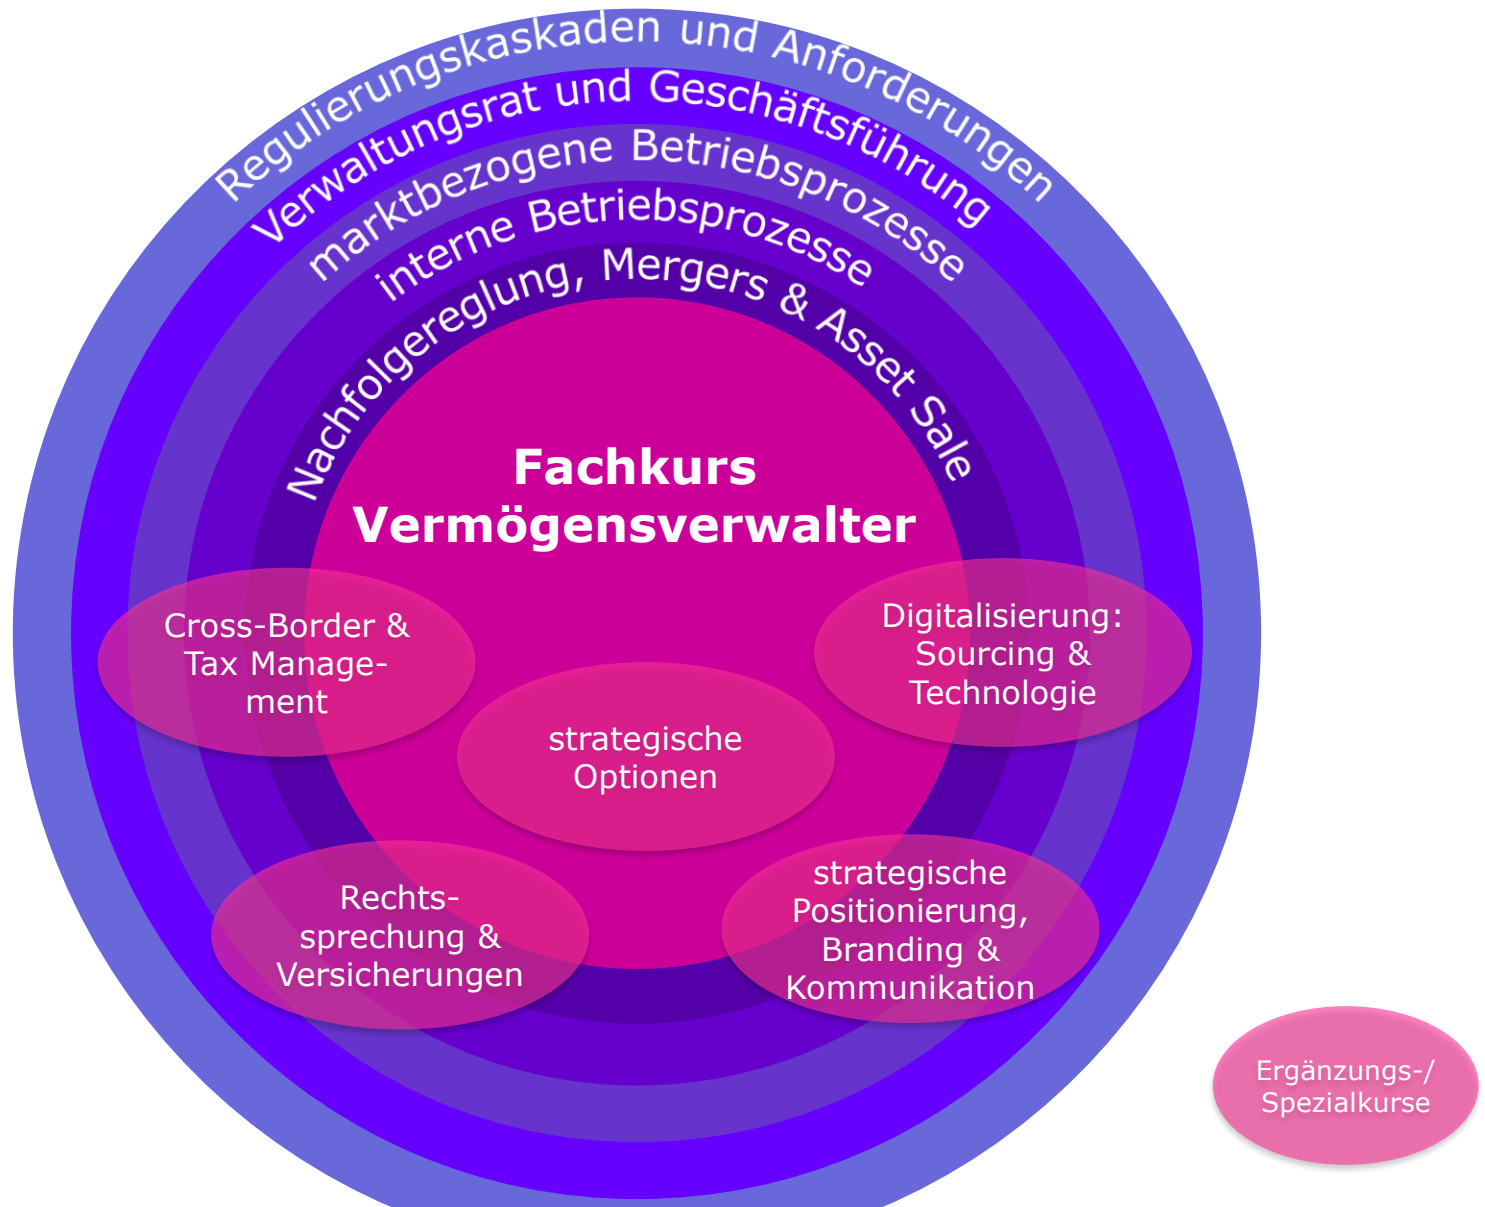 Regulierungskaskaden und Anforderungen
Verwaltungsrat und Geschäftsführung
marktbezogene Betriebsprozesse
interne Betriebsprozesse
Nachfolgereglung, Mergers & Asset Sale
Fachkurs
Vermögensverwalter
Cross-Border &
Tax Manage-
ment
Digitalisierung:
Sourcing &
Technologie
strategische
Optionen
Rechts-
sprechung &
Versicherungen
strategische
Positionierung,
Branding &
Kommunikation
Ergänzungs-/
Spezialkurse